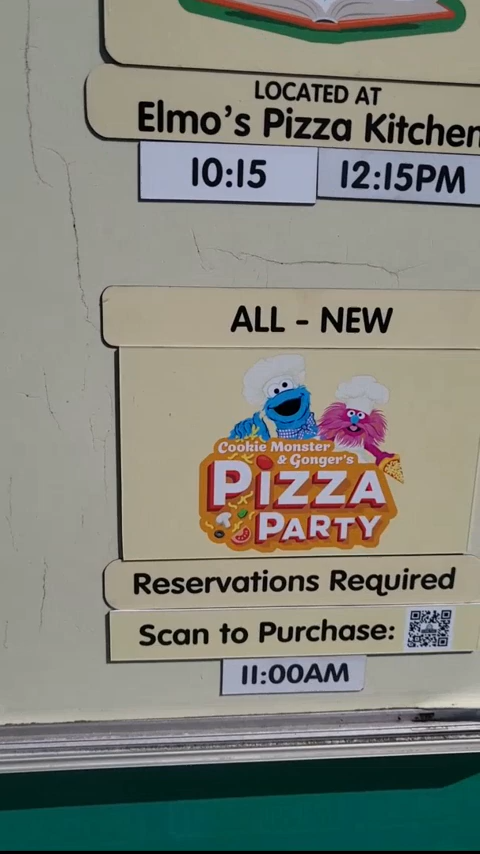 LOCATED AT
Elmo's Pizza Kitchen
10:15 12:15PM
ALL - NEW
Cookie Monster
& Gonger's
PIZZA
PARTY
Reservations Required
Scan to Purchase:
11:00AM